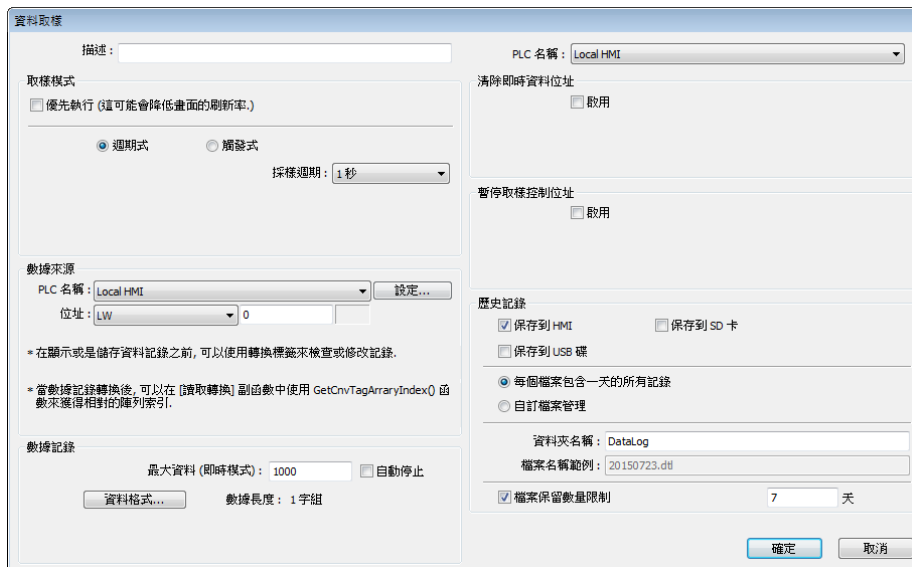 資料取樣
描述：
取樣模式
優先執行 (這可能會降低畫面的刷新率.)
週期式 觸發式
採樣週期： 1 秒
數據來源
PLC 名稱： Local HMI 設定...
位址： LW 0
* 在顯示或是儲存資料記錄之前, 可以使用轉換標籤來檢查或修改記錄.
* 當數據記錄轉換後, 可以在 [讀取轉換] 副函數中使用 GetCnvTagArraryIndex() 函
數來獲得相對的陣列索引.
數據記錄
最大資料 (即時模式)： 1000 自動停止
資料格式... 數據長度： 1 字組
PLC 名稱： Local HMI
清除即時資料位址
啟用
暫停取樣控制位址
啟用
歷史記錄
保存到 HMI 保存到 SD 卡
保存到 USB 碟
每個檔案包含一天的所有記錄
自訂檔案管理
資料夾名稱： DataLog
檔案名稱範例： 20150723.dtl
檔案保留數量限制 7 天
確定 取消